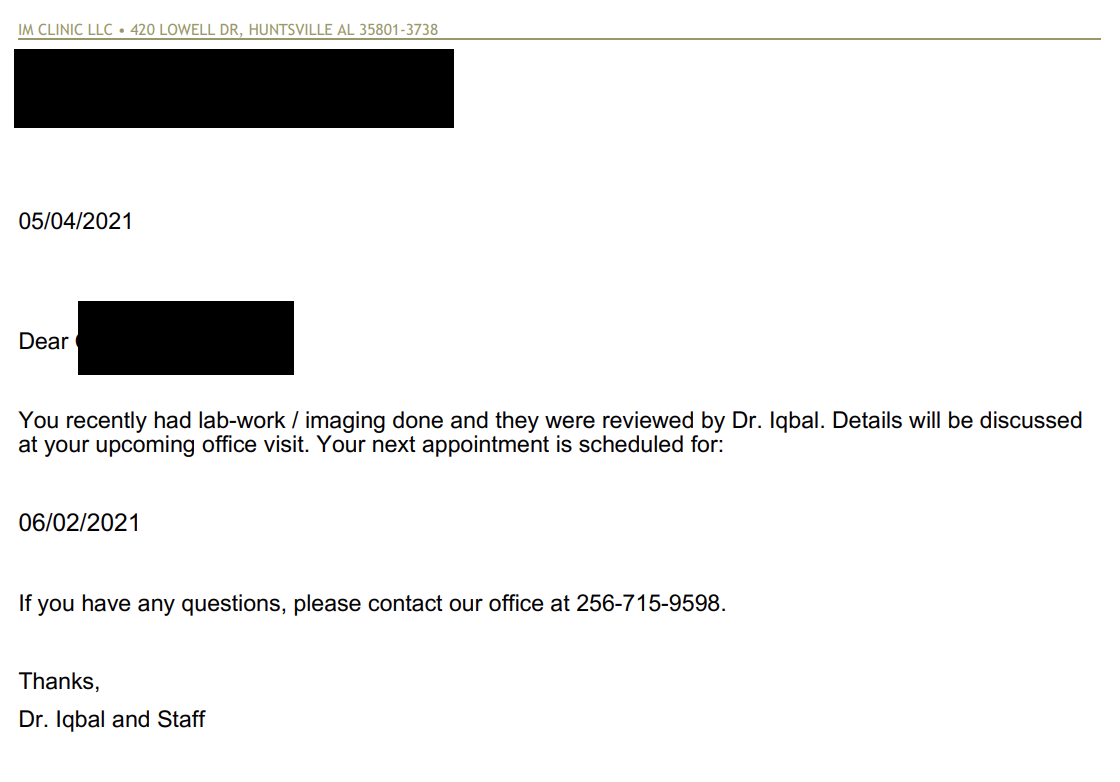 IM CLINIC LLC • 420 LOWELL DR, HUNTSVILLE AL 35801-3738
05/04/2021
Dear
You recently had lab-work / imaging done and they were reviewed by Dr. Iqbal. Details will be discussed
at your upcoming office visit. Your next appointment is scheduled for:
06/02/2021
If you have any questions, please contact our office at 256-715-9598.
Thanks,
Dr. Iqbal and Staff